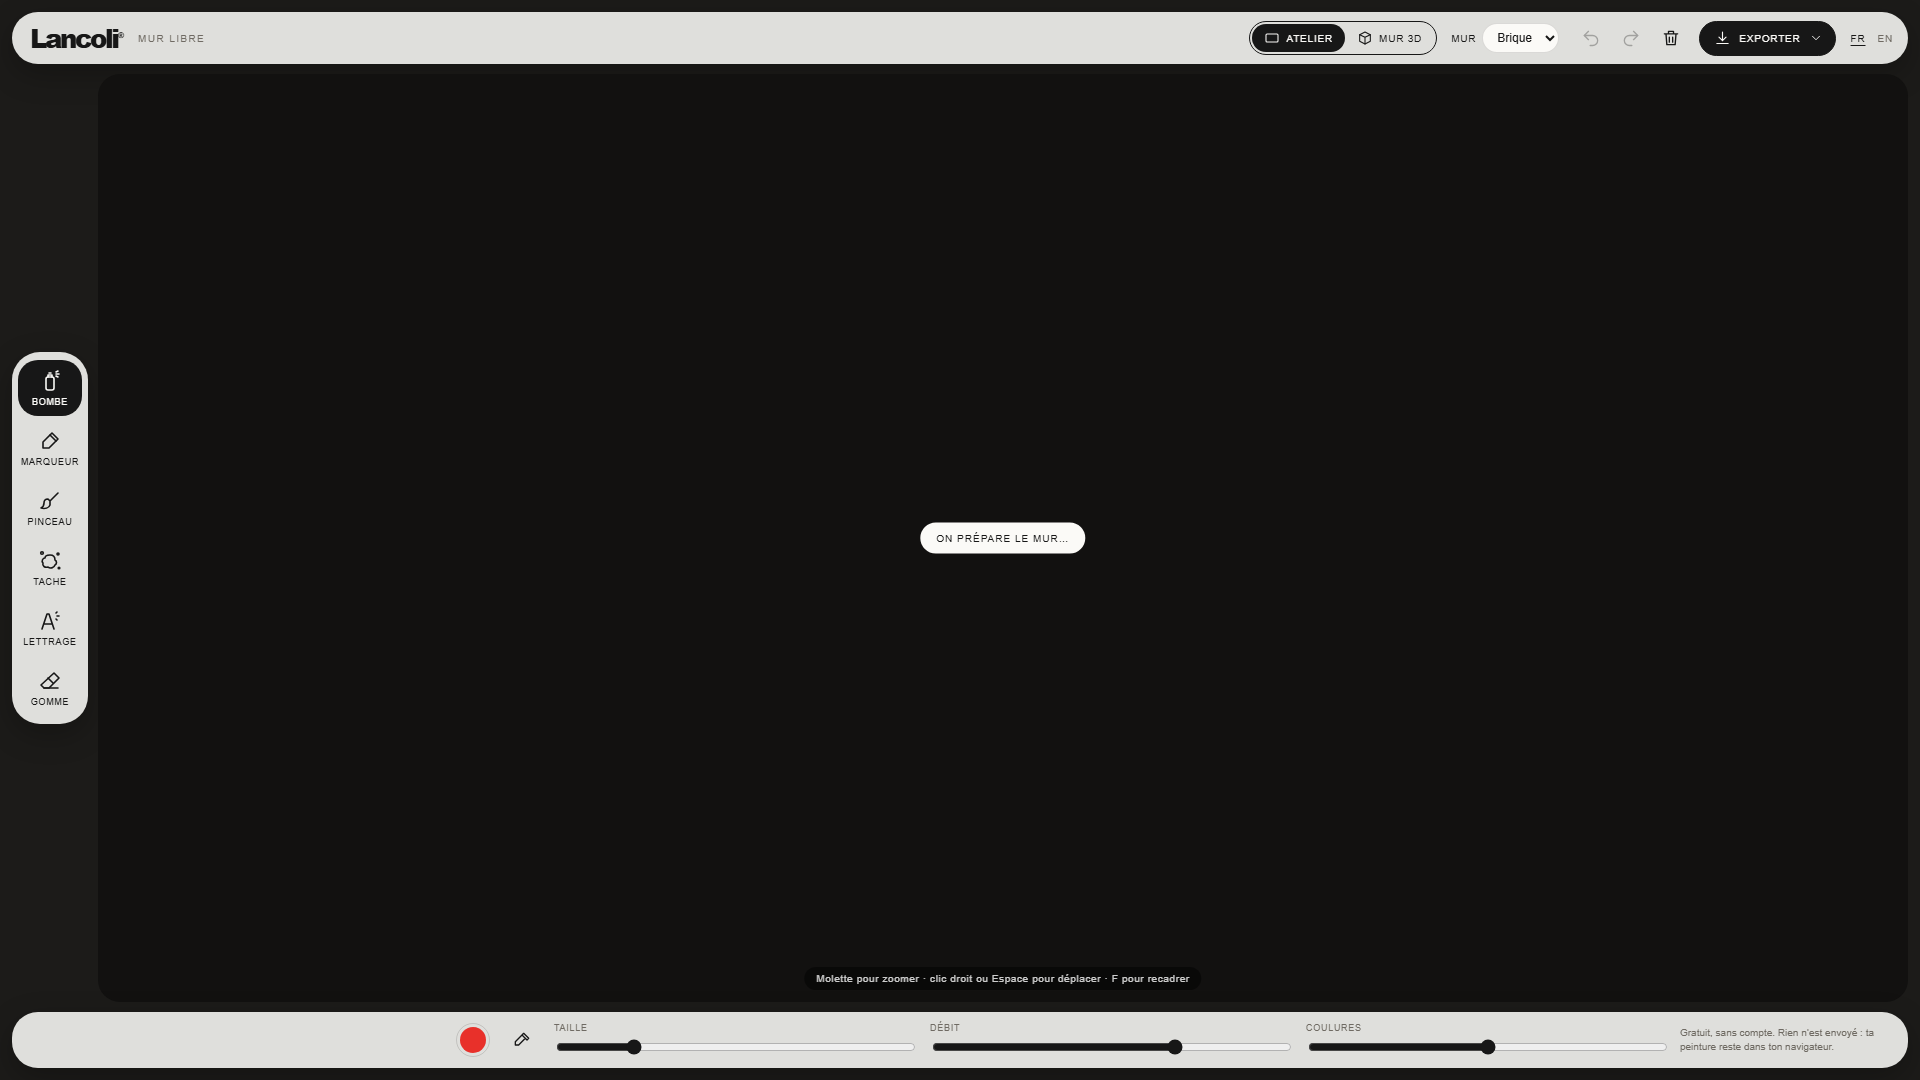 Lancoli®
MUR LIBRE
ATELIER
MUR 3D
MUR
Brique
EXPORTER
FR
EN
BOMBE
MARQUEUR
PINCEAU
TACHE
LETTRAGE
GOMME
ON PRÉPARE LE MUR…
Molette pour zoomer · clic droit ou Espace pour déplacer · F pour recadrer
TAILLE
DÉBIT
COULURES
Gratuit, sans compte. Rien n'est envoyé : ta
peinture reste dans ton navigateur.